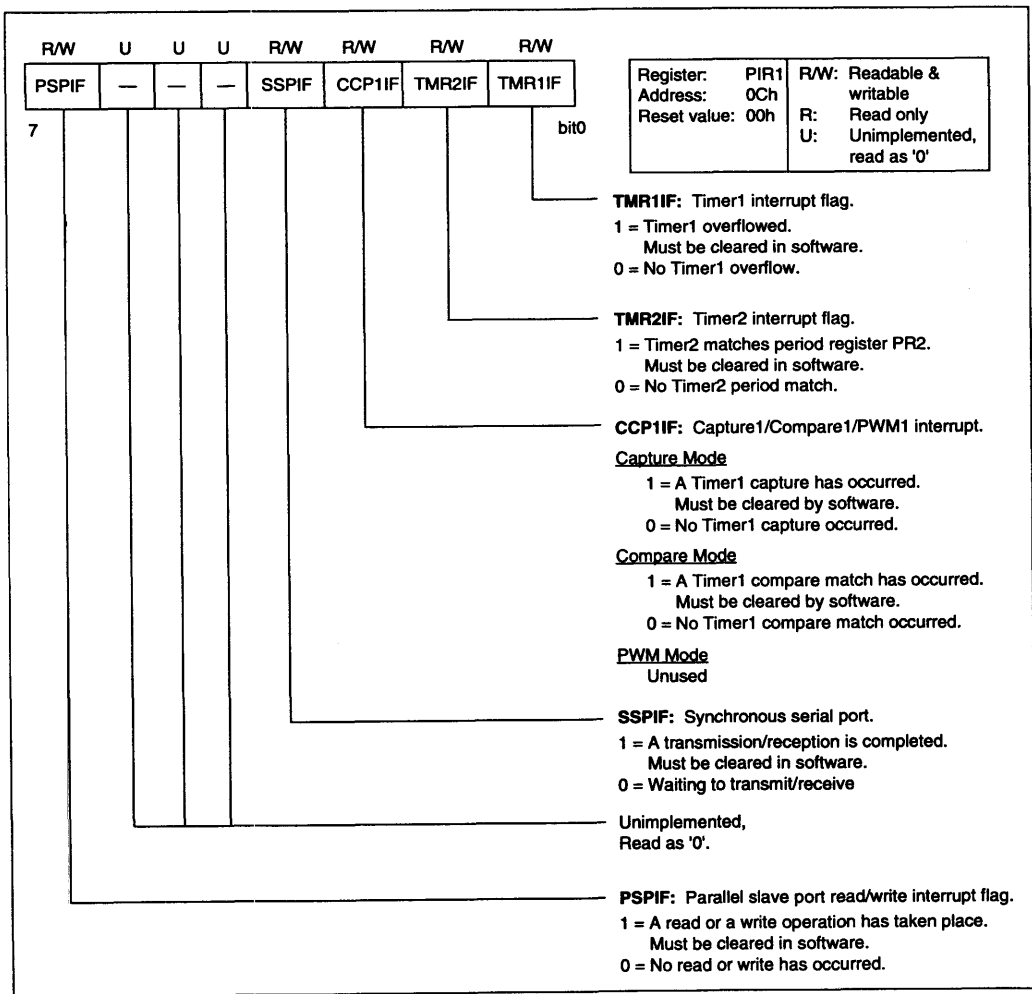 R/W U U U R/W R/W R/W R/W
PSPIF — — — SSPIF CCP1IF TMR2IF TMR1IF
7 bit0
Register: PIR1
Address: 0Ch
Reset value: 00h
R/W: Readable &
writable
R: Read only
U: Unimplemented,
read as '0'
TMR1IF: Timer1 interrupt flag.
1 = Timer1 overflowed.
Must be cleared in software.
0 = No Timer1 overflow.
TMR2IF: Timer2 interrupt flag.
1 = Timer2 matches period register PR2.
Must be cleared in software.
0 = No Timer2 period match.
CCP1IF: Capture1/Compare1/PWM1 interrupt.
Capture Mode
1 = A Timer1 capture has occurred.
Must be cleared by software.
0 = No Timer1 capture occurred.
Compare Mode
1 = A Timer1 compare match has occurred.
Must be cleared by software.
0 = No Timer1 compare match occurred.
PWM Mode
Unused
SSPIF: Synchronous serial port.
1 = A transmission/reception is completed.
Must be cleared in software.
0 = Waiting to transmit/receive
Unimplemented,
Read as '0'.
PSPIF: Parallel slave port read/write interrupt flag.
1 = A read or a write operation has taken place.
Must be cleared in software.
0 = No read or write has occurred.